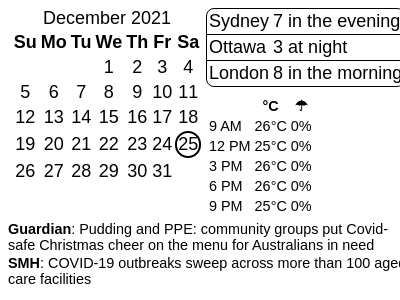 December 2021
Su Mo Tu We Th Fr Sa
1 2 3 4
5 6 7 8 9 10 11
12 13 14 15 16 17 18
19 20 21 22 23 24 25
26 27 28 29 30 31
Sydney 7 in the evening
Ottawa 3 at night
London 8 in the morning
°C ☂
9 AM 26°C 0%
12 PM 25°C 0%
3 PM 26°C 0%
6 PM 26°C 0%
9 PM 25°C 0%
Guardian: Pudding and PPE: community groups put Covid-
safe Christmas cheer on the menu for Australians in need
SMH: COVID-19 outbreaks sweep across more than 100 aged
care facilities